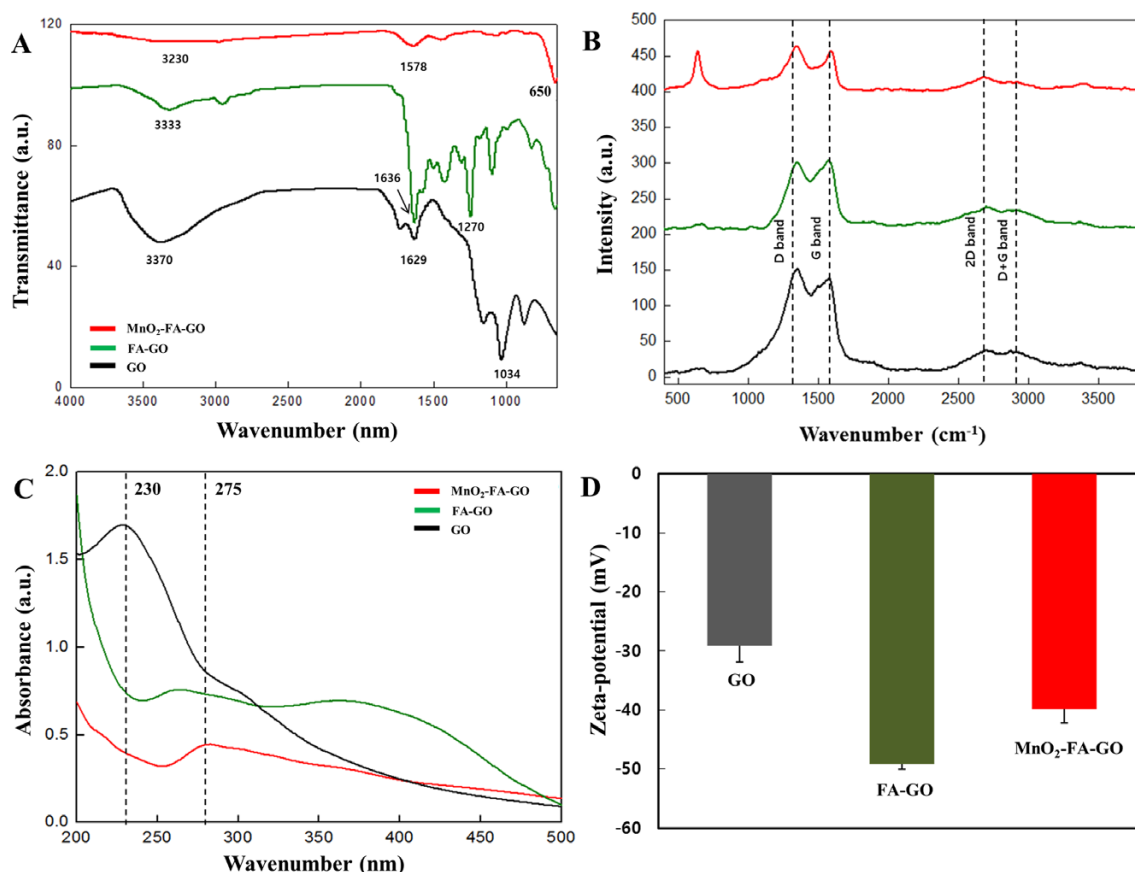 A
Transmittance (a.u.)
120
80
40
0
3230
1578
650
3333
1636
1270
3370
1629
1034
MnO₂-FA-GO
FA-GO
GO
4000 3500 3000 2500 2000 1500 1000
Wavenumber (nm)
B
Intensity (a.u.)
500
450
400
350
300
250
200
150
100
50
0
D band
G band
2D band
D+G band
500 1000 1500 2000 2500 3000 3500
Wavenumber (cm⁻¹)
C
Absorbance (a.u.)
2.0
1.5
1.0
0.5
0.0
230
275
MnO₂-FA-GO
FA-GO
GO
200 250 300 350 400 450 500
Wavenumber (nm)
D
Zeta-potential (mV)
0
-10
-20
-30
-40
-50
-60
GO
FA-GO
MnO₂-FA-GO